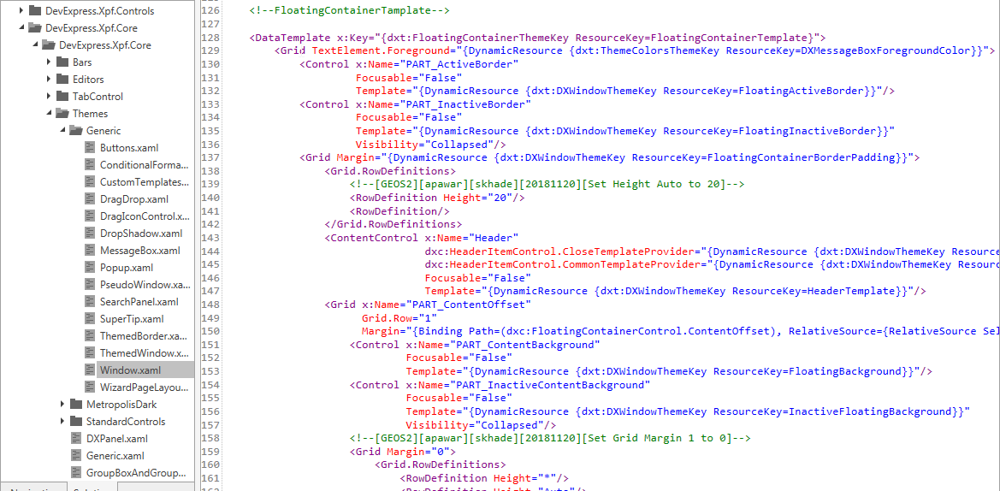 DevExpress.Xpf.Controls
DevExpress.Xpf.Core
DevExpress.Xpf.Core
Bars
Editors
TabControl
Themes
Generic
Buttons.xaml
ConditionalForma...
CustomTemplates...
DragDrop.xaml
DragIconControl.x...
DropShadow.xaml
MessageBox.xaml
Popup.xaml
PseudoWindow.xa...
SearchPanel.xaml
SuperTip.xaml
ThemedBorder.xa...
ThemedWindow.x...
Window.xaml
WizardPageLayou...
MetropolisDark
StandardControls
DXPanel.xaml
Generic.xaml
GroupBoxAndGroup...
126 <!--FloatingContainerTamplate-->
127
128 <DataTemplate x:Key="{dxt:FloatingContainerThemeKey ResourceKey=FloatingContainerTemplate}">
129 <Grid TextElement.Foreground="{DynamicResource {dxt:ThemeColorsThemeKey ResourceKey=DXMessageBoxForegroundColor}}">
130 <Control x:Name="PART_ActiveBorder"
131 Focusable="False"
132 Template="{DynamicResource {dxt:DXWindowThemeKey ResourceKey=FloatingActiveBorder}}"/>
133 <Control x:Name="PART_InactiveBorder"
134 Focusable="False"
135 Template="{DynamicResource {dxt:DXWindowThemeKey ResourceKey=FloatingInactiveBorder}}"
136 Visibility="Collapsed"/>
137 <Grid Margin="{DynamicResource {dxt:DXWindowThemeKey ResourceKey=FloatingContainerBorderPadding}}">
138 <Grid.RowDefinitions>
139 <!--[GEOS2][apawar][skhade][20181120][Set Height Auto to 20]-->
140 <RowDefinition Height="20"/>
141 <RowDefinition/>
142 </Grid.RowDefinitions>
143 <ContentControl x:Name="Header"
144 dxc:HeaderItemControl.CloseTemplateProvider="{DynamicResource {dxt:DXWindowThemeKey Resource
145 dxc:HeaderItemControl.CommonTemplateProvider="{DynamicResource {dxt:DXWindowThemeKey Resourc
146 Focusable="False"
147 Template="{DynamicResource {dxt:DXWindowThemeKey ResourceKey=HeaderTemplate}}"/>
148 <Grid x:Name="PART_ContentOffset"
149 Grid.Row="1"
150 Margin="{Binding Path=(dxc:FloatingContainerControl.ContentOffset), RelativeSource={RelativeSource Sel
151 <Control x:Name="PART_ContentBackground"
152 Focusable="False"
153 Template="{DynamicResource {dxt:DXWindowThemeKey ResourceKey=FloatingBackground}}"/>
154 <Control x:Name="PART_InactiveContentBackground"
155 Focusable="False"
156 Template="{DynamicResource {dxt:DXWindowThemeKey ResourceKey=InactiveFloatingBackground}}"
157 Visibility="Collapsed"/>
158 <!--[GEOS2][apawar][skhade][20181120][Set Grid Margin 1 to 0]-->
159 <Grid Margin="0">
160 <Grid.RowDefinitions>
161 <RowDefinition Height="*"/>